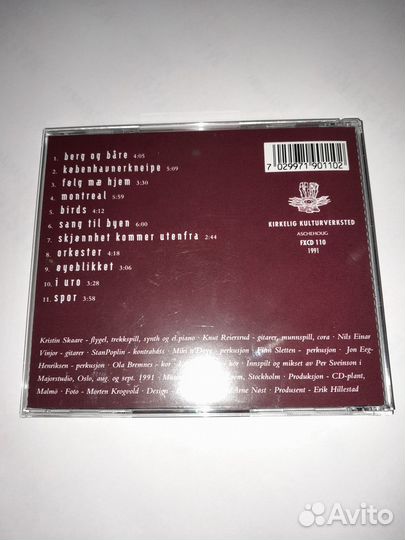 1. berg og båre 4:05
2. københavnerkneipe 5:09
3. følg mæ hjem 3:30
4. montreal 5:59
5. birds 4:12
6. sang til byen 6:00
7. skjønnhet kommer utenfra 2:44
8. orkester 4:18
9. øyeblikket 3:06
10. i uro 3:28
11. spor 3:58
7 029971 901102
KIRKELIG KULTURVERKSTED
ASCHEHOUG
FXCD 110
1991
Kristin Skaare - flygel, trekkspill, synth og el.piano · Knut Reiersrud - gitarer, munnspill, cora · Nils Einar
Vinjor - gitarer · Stan Poplin - kontrabass · Miki n'Doye - perkusjon · Finn Sletten - perkusjon · Jon Eeg-
Henriksen - perkusjon · Ola Bremnes - kor · kor · Innspill og mikset av Per Sveinson i
Majorstudio, Oslo, aug. og sept. 1991 · Stockholm · Produksjon - CD-plant,
Malmö · Foto - Morten Krogvold · Design - Arne Nøst · Produsent - Erik Hillestad
Avito